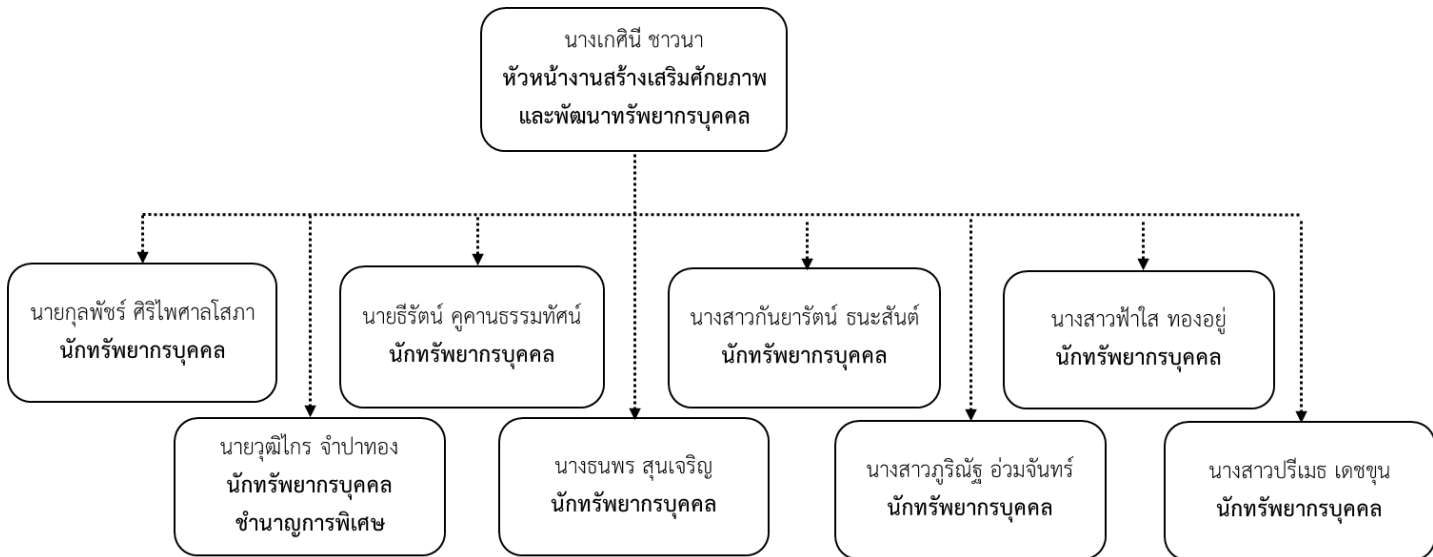 นางเกศินี ชาวนา
หัวหน้างานสร้างเสริมศักยภาพ
และพัฒนาทรัพยากรบุคคล
นายกุลพัชร์ ศิริไพศาลโสภา
นักทรัพยากรบุคคล
นายธีรัตน์ คูคานธรรมทัศน์
นักทรัพยากรบุคคล
นางสาวกันยารัตน์ ธนะสันต์
นักทรัพยากรบุคคล
นางสาวฟ้าใส ทองอยู่
นักทรัพยากรบุคคล
นายวุฒิไกร จำปาทอง
นักทรัพยากรบุคคล
ชำนาญการพิเศษ
นางธนพร สุนเจริญ
นักทรัพยากรบุคคล
นางสาวภูริณัฐ อ่วมจันทร์
นักทรัพยากรบุคคล
นางสาวปรีเมธ เดชขุน
นักทรัพยากรบุคคล